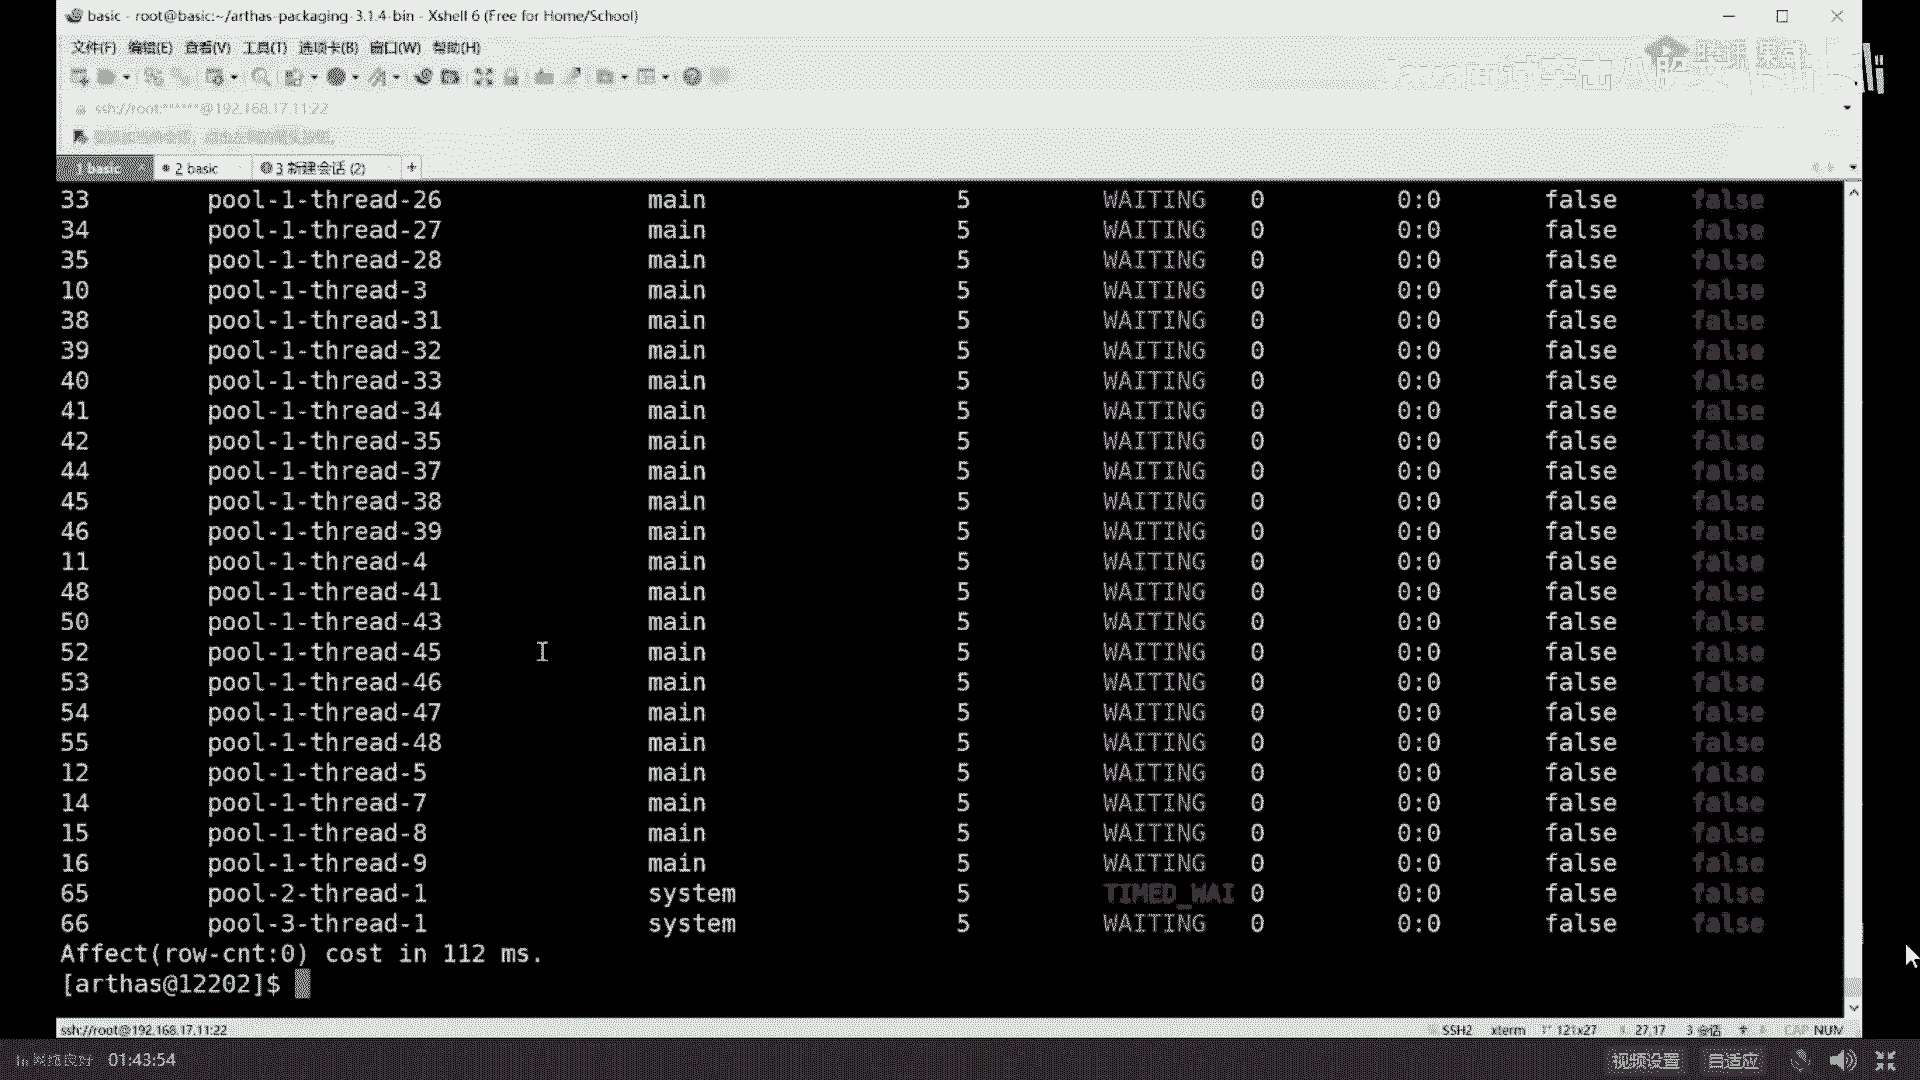 basic - root@basic:~/arthas-packaging-3.1.4-bin - Xshell 6 (Free for Home/School)
文件(F) 编辑(E) 查看(V) 工具(T) 选项卡(B) 窗口(W) 帮助(H)
ssh://root:******@192.168.17.11:22
1 basic 2 basic 3 新建会话 (2) +
33 pool-1-thread-26 main 5 WAITING 0 0:0 false false
34 pool-1-thread-27 main 5 WAITING 0 0:0 false false
35 pool-1-thread-28 main 5 WAITING 0 0:0 false false
10 pool-1-thread-3 main 5 WAITING 0 0:0 false false
38 pool-1-thread-31 main 5 WAITING 0 0:0 false false
39 pool-1-thread-32 main 5 WAITING 0 0:0 false false
40 pool-1-thread-33 main 5 WAITING 0 0:0 false false
41 pool-1-thread-34 main 5 WAITING 0 0:0 false false
42 pool-1-thread-35 main 5 WAITING 0 0:0 false false
44 pool-1-thread-37 main 5 WAITING 0 0:0 false false
45 pool-1-thread-38 main 5 WAITING 0 0:0 false false
46 pool-1-thread-39 main 5 WAITING 0 0:0 false false
11 pool-1-thread-4 main 5 WAITING 0 0:0 false false
48 pool-1-thread-41 main 5 WAITING 0 0:0 false false
50 pool-1-thread-43 main 5 WAITING 0 0:0 false false
52 pool-1-thread-45 main 5 WAITING 0 0:0 false false
53 pool-1-thread-46 main 5 WAITING 0 0:0 false false
54 pool-1-thread-47 main 5 WAITING 0 0:0 false false
55 pool-1-thread-48 main 5 WAITING 0 0:0 false false
12 pool-1-thread-5 main 5 WAITING 0 0:0 false false
14 pool-1-thread-7 main 5 WAITING 0 0:0 false false
15 pool-1-thread-8 main 5 WAITING 0 0:0 false false
16 pool-1-thread-9 main 5 WAITING 0 0:0 false false
65 pool-2-thread-1 system 5 TIMED_WAI 0 0:0 false false
66 pool-3-thread-1 system 5 WAITING 0 0:0 false false
Affect(row-cnt:0) cost in 112 ms.
[arthas@12202]$
ssh://root@192.168.17.11:22 SSH2 xterm 121x27 27,17 3 会话 CAP NUM
网络良好 01:43:54 视频设置 自适应